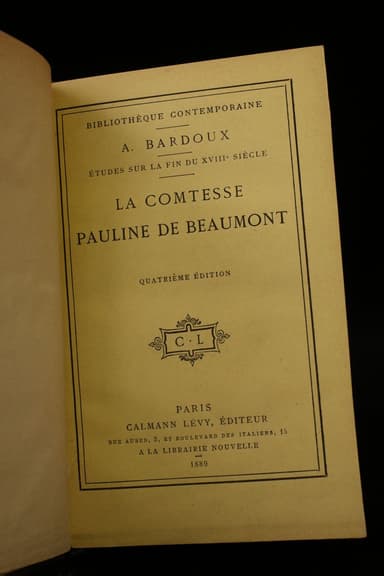 BIBLIOTHÈQUE CONTEMPORAINE
A. BARDOUX
ÉTUDES SUR LA FIN DU XVIIIe SIÈCLE
LA COMTESSE
PAULINE DE BEAUMONT
QUATRIÈME ÉDITION
C · L
PARIS
CALMANN LÉVY, ÉDITEUR
RUE AUBER, 3, ET BOULEVARD DES ITALIENS, 15
A LA LIBRAIRIE NOUVELLE
1889